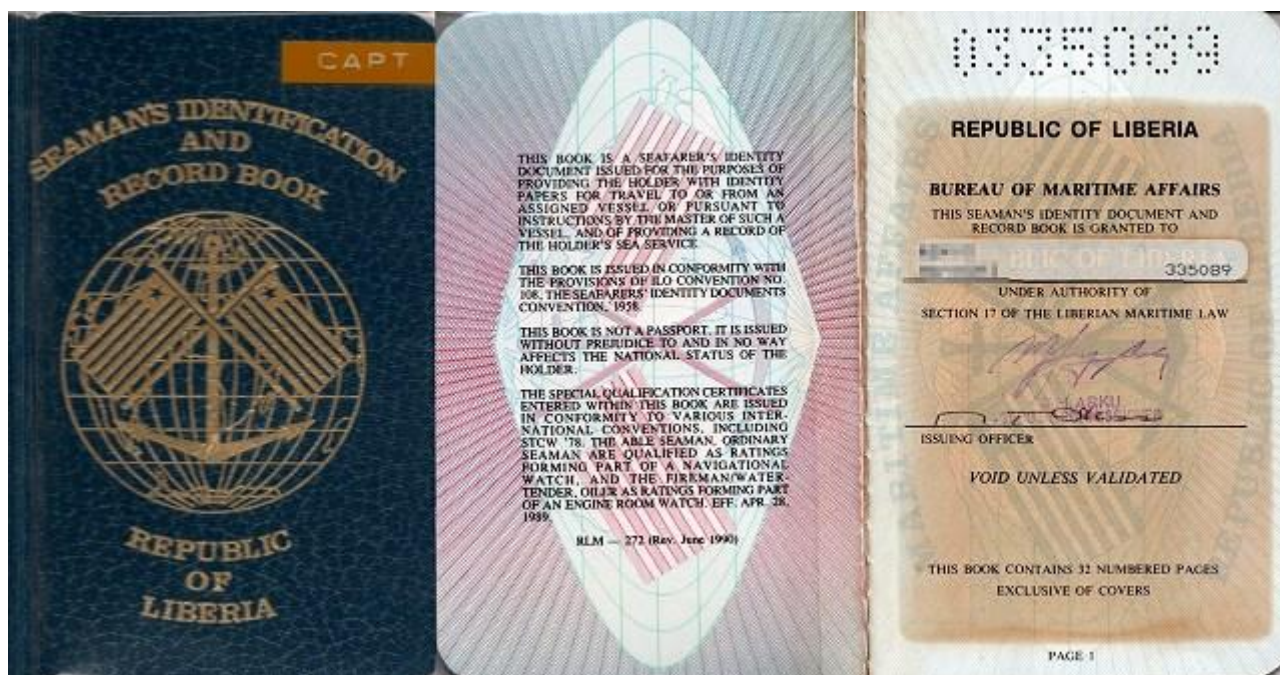 CAPT
SEAMAN'S IDENTIFICATION
AND
RECORD BOOK
REPUBLIC
OF
LIBERIA
THIS BOOK IS A SEAFARER'S IDENTITY
DOCUMENT ISSUED FOR THE PURPOSES OF
PROVIDING THE HOLDER WITH IDENTITY
PAPERS FOR TRAVEL TO OR FROM AN
ASSIGNED VESSEL OR PURSUANT TO
INSTRUCTIONS BY THE MASTER OF SUCH A
VESSEL, AND OF PROVIDING A RECORD OF
THE HOLDER'S SEA SERVICE.
THIS BOOK IS ISSUED IN CONFORMITY WITH
THE PROVISIONS OF ILO CONVENTION NO.
108, THE SEAFARERS' IDENTITY DOCUMENTS
CONVENTION, 1958.
THIS BOOK IS NOT A PASSPORT. IT IS ISSUED
WITHOUT PREJUDICE TO AND IN NO WAY
AFFECTS THE NATIONAL STATUS OF THE
HOLDER.
THE SPECIAL QUALIFICATION CERTIFICATES
ENTERED WITHIN THIS BOOK ARE ISSUED
IN CONFORMITY TO VARIOUS INTER-
NATIONAL CONVENTIONS, INCLUDING
STCW '78. THE ABLE SEAMAN, ORDINARY
SEAMAN ARE QUALIFIED AS RATINGS
FORMING PART OF A NAVIGATIONAL
WATCH, AND THE FIREMAN/WATER-
TENDER, OILER AS RATINGS FORMING PART
OF AN ENGINE ROOM WATCH. EFF. APR. 28,
1989.
RLM — 272 (Rev. June 1990)
0335089
REPUBLIC OF LIBERIA
BUREAU OF MARITIME AFFAIRS
THIS SEAMAN'S IDENTITY DOCUMENT AND
RECORD BOOK IS GRANTED TO
335089
UNDER AUTHORITY OF
SECTION 17 OF THE LIBERIAN MARITIME LAW
ISSUING OFFICER
VOID UNLESS VALIDATED
THIS BOOK CONTAINS 32 NUMBERED PAGES
EXCLUSIVE OF COVERS
PAGE 1